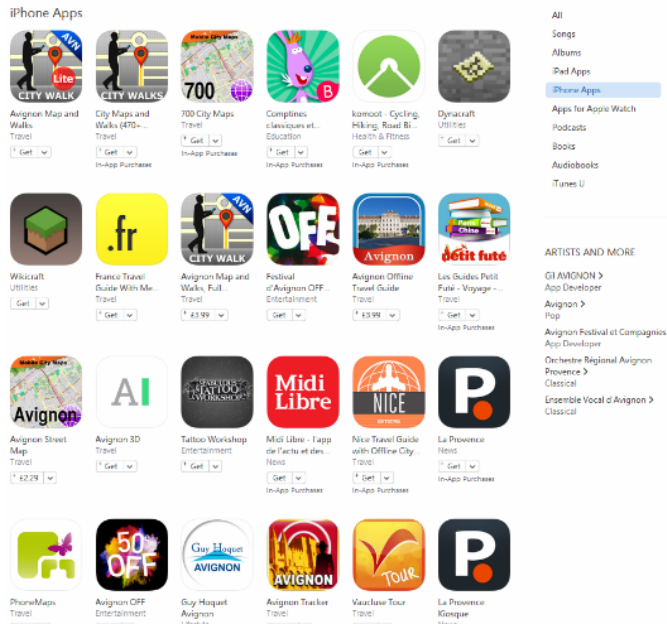 iPhone Apps
AVN
Lite
CITY WALK
CITY WALKS
Mobile City Maps
700
B
Avignon Map and
Walks
Travel
+ Get
City Maps and
Walks (470+...
Travel
+ Get
In-App Purchases
700 City Maps
Travel
+ Get
In-App Purchases
Comptines
classiques et...
Education
+ Get
In-App Purchases
komoot - Cycling,
Hiking, Road Bi...
Health & Fitness
+ Get
In-App Purchases
Dynacraft
Utilities
+ Get
.fr
AVN
CITY WALK
OFF
Avignon
Paris
Chine
petit futé
Wikicraft
Utilities
Get
France Travel
Guide With Me...
Travel
+ Get
Avignon Map and
Walks, Full...
Travel
+ £3.99
Festival
d'Avignon OFF...
Entertainment
Get
Avignon Offline
Travel Guide
Travel
+ £3.99
Les Guides Petit
Futé - Voyage -...
Travel
+ Get
In-App Purchases
Mobile City Maps
Avignon
AI
FABULOUS
TATTOO
WORKSHOP
Midi
Libre
NICE
OFFLINE
P.
Avignon Street
Map
Travel
+ £2.29
Avignon 3D
Travel
+ Get
Tattoo Workshop
Entertainment
+ Get
Midi Libre - l'app
de l'actu et des...
News
Get
In-App Purchases
Nice Travel Guide
with Offline City...
Travel
+ Get
In-App Purchases
La Provence
News
+ Get
In-App Purchases
50%
OFF
Guy Hoquet
AVIGNON
AVIGNON
TOUR
P.
PhoneMaps
Travel
Avignon OFF
Entertainment
Guy Hoquet
Avignon
Lifestyle
Avignon Tracker
Travel
Vaucluse Tour
Travel
La Provence
Kiosque
News
All
Songs
Albums
iPad Apps
iPhone Apps
Apps for Apple Watch
Podcasts
Books
Audiobooks
iTunes U
ARTISTS AND MORE
Gil AVIGNON >
App Developer
Avignon >
Pop
Avignon Festival et Compagnies
App Developer
Orchestre Régional Avignon
Provence >
Classical
Ensemble Vocal d'Avignon >
Classical